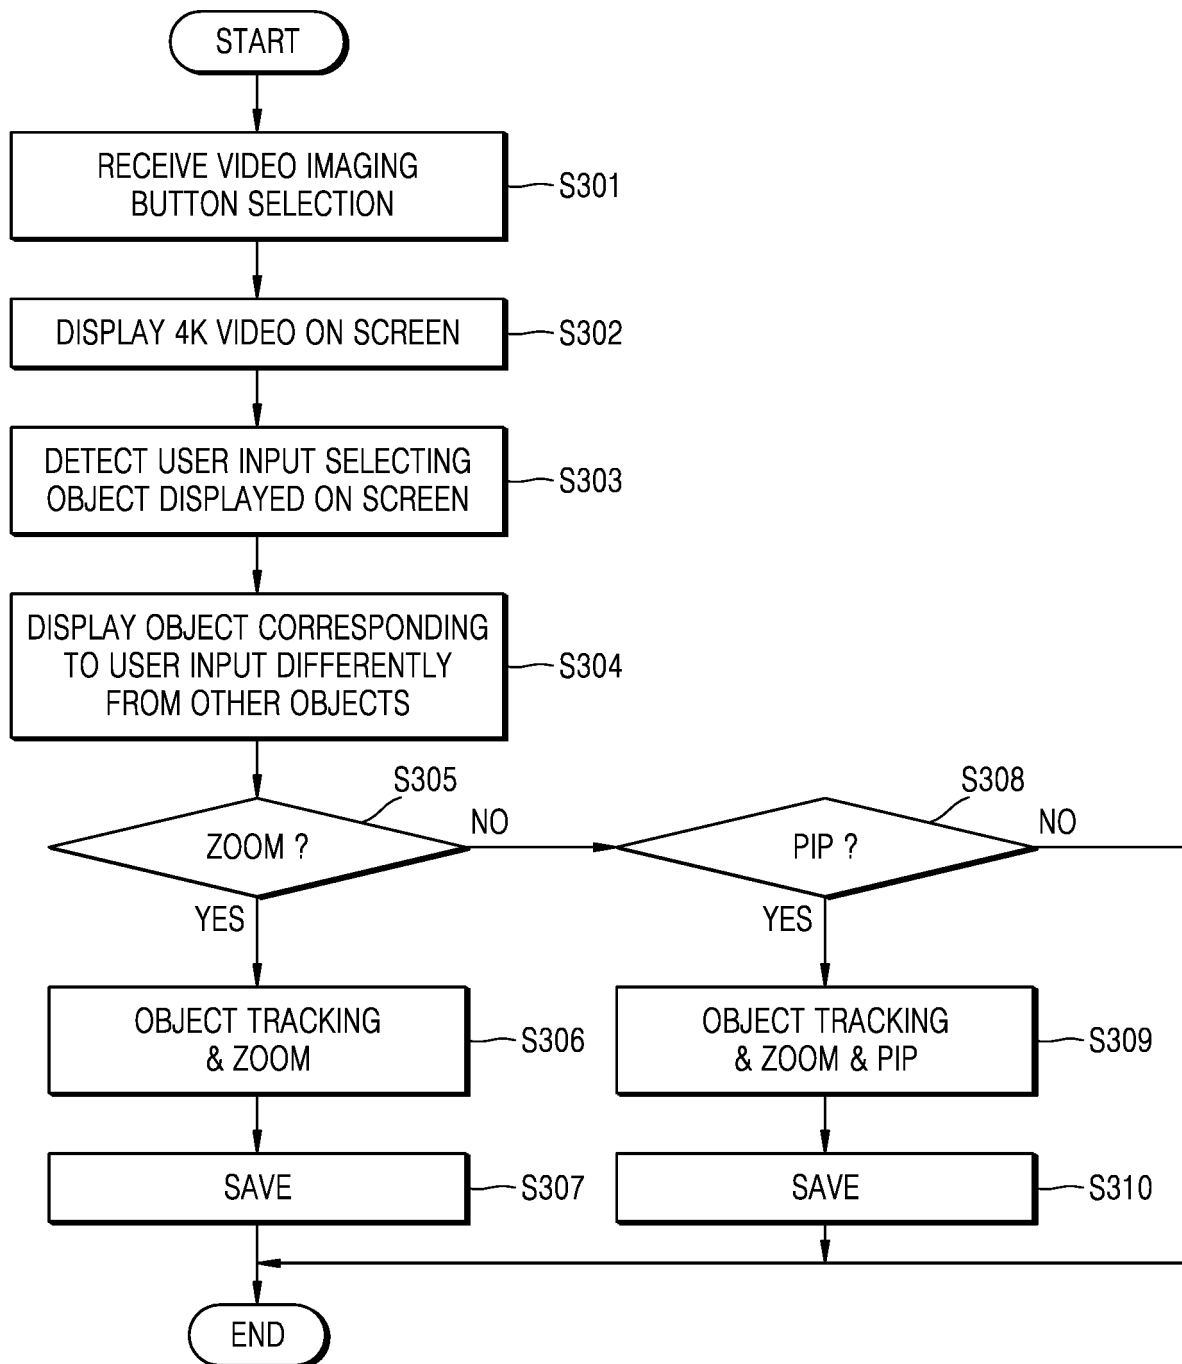 START
RECEIVE VIDEO IMAGING
BUTTON SELECTION
S301
DISPLAY 4K VIDEO ON SCREEN
S302
DETECT USER INPUT SELECTING
OBJECT DISPLAYED ON SCREEN
S303
DISPLAY OBJECT CORRESPONDING
TO USER INPUT DIFFERENTLY
FROM OTHER OBJECTS
S304
S305
ZOOM ?
NO
YES
S308
PIP ?
NO
YES
OBJECT TRACKING
& ZOOM
S306
OBJECT TRACKING
& ZOOM & PIP
S309
SAVE
S307
SAVE
S310
END